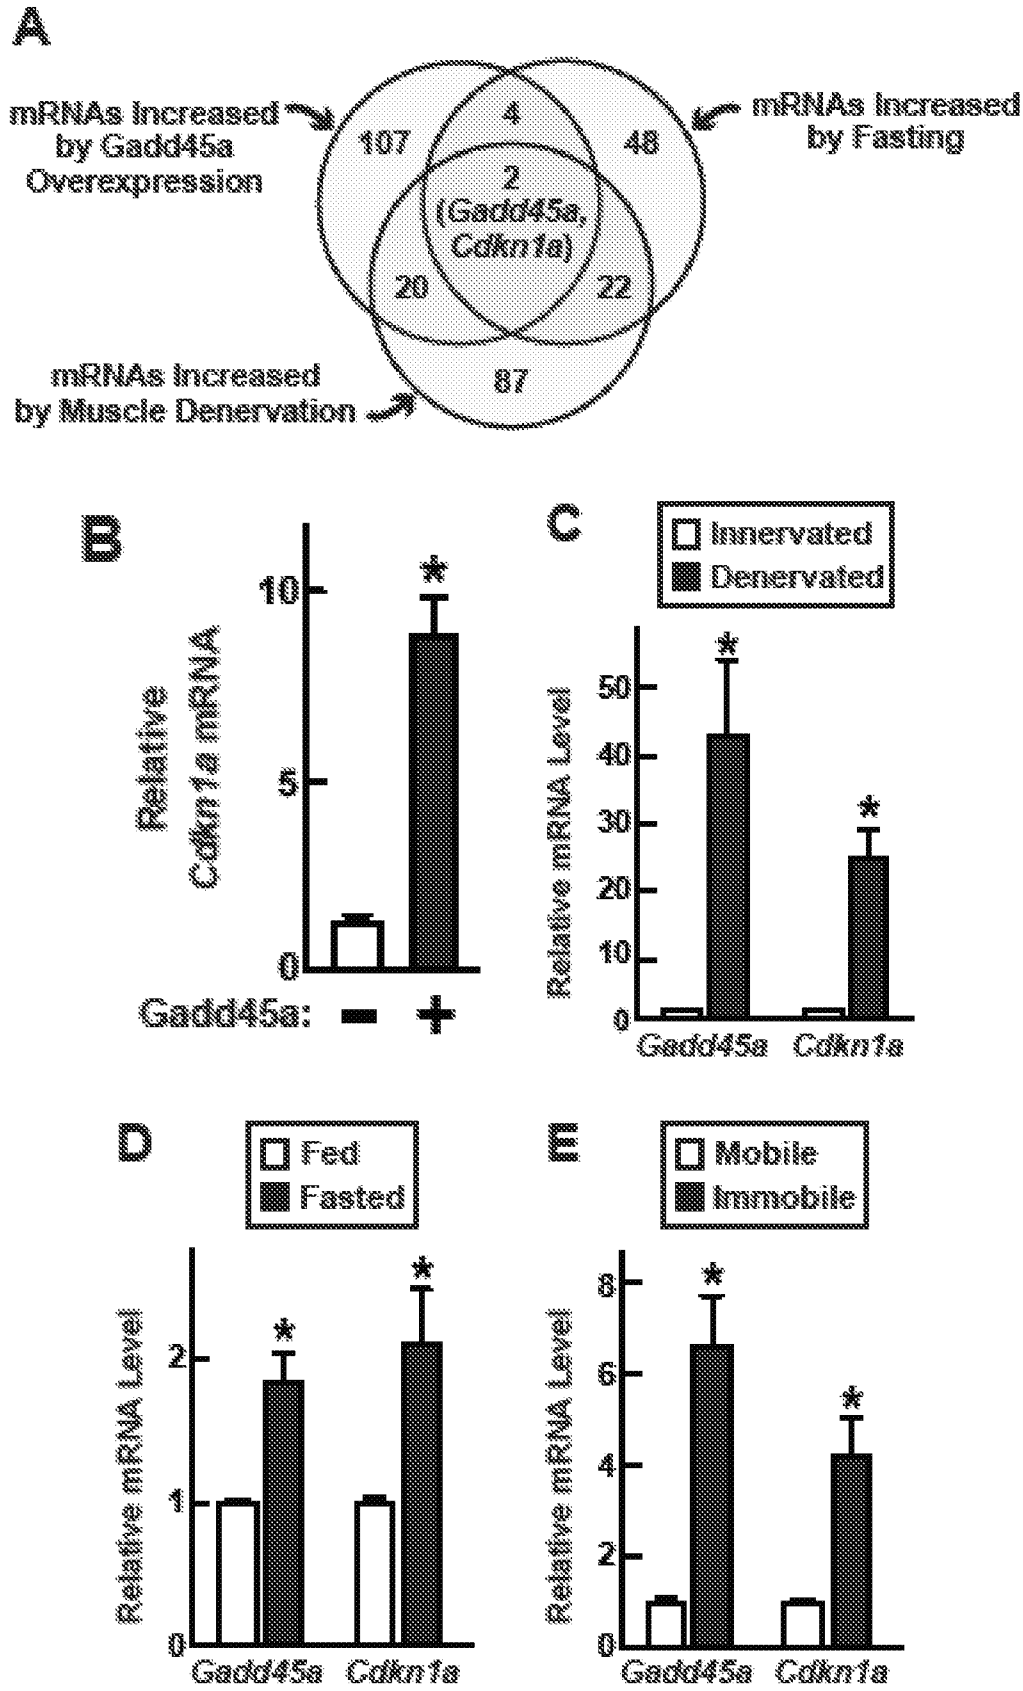 A
mRNAs Increased
by Gadd45a
Overexpression
mRNAs Increased
by Fasting
107
4
48
2
(Gadd45a,
Cdkn1a)
20
22
87
mRNAs Increased
by Muscle Denervation
B
Relative
Cdkn1a mRNA
10
5
0
*
Gadd45a: − +
C
Innervated
Denervated
Relative mRNA Level
50
40
30
20
10
0
*
*
Gadd45a Cdkn1a
D
Fed
Fasted
Relative mRNA Level
2
1
0
*
*
Gadd45a Cdkn1a
E
Mobile
Immobile
Relative mRNA Level
8
6
4
2
0
*
*
Gadd45a Cdkn1a